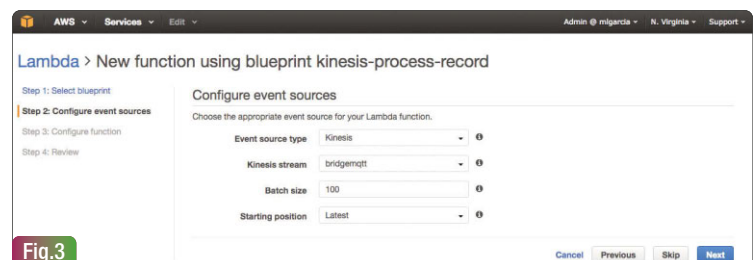 AWS Services Edit Admin @ mlgarcia N. Virginia Support
Lambda > New function using blueprint kinesis-process-record
Step 1: Select blueprint
Step 2: Configure event sources
Step 3: Configure function
Step 4: Review
Configure event sources
Choose the appropriate event source for your Lambda function.
Event source type Kinesis
Kinesis stream bridgemqtt
Batch size 100
Starting position Latest
Cancel Previous Skip Next
Fig.3